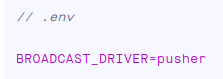 // .env
BROADCAST_DRIVER=pusher